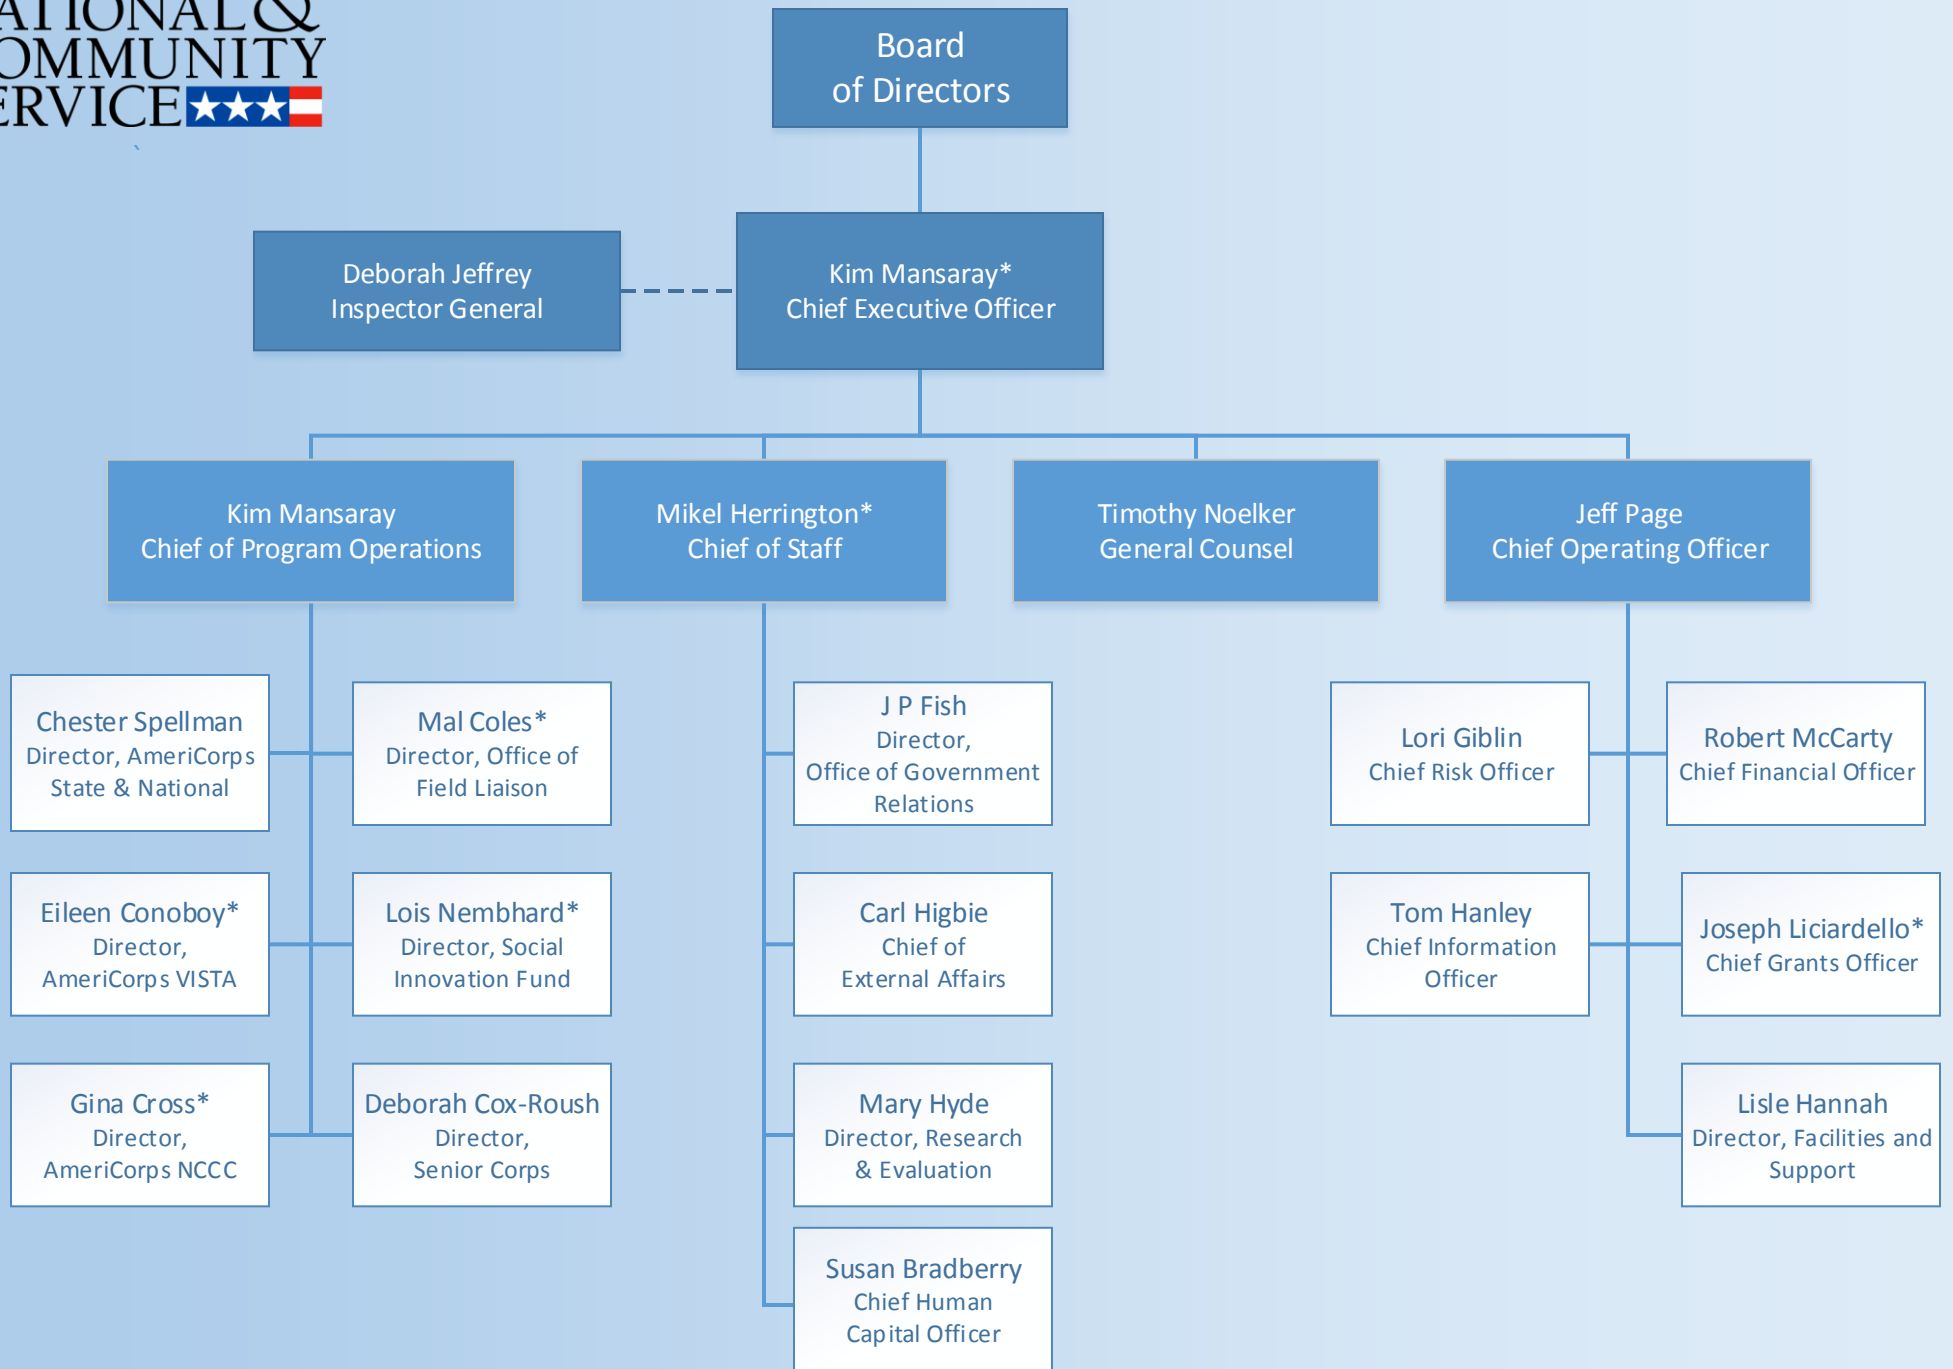 ATIONAL &
OMMUNITY
ERVICE
`
Board
of Directors
Deborah Jeffrey
Inspector General
Kim Mansaray*
Chief Executive Officer
Kim Mansaray
Chief of Program Operations
Mikel Herrington*
Chief of Staff
Timothy Noelker
General Counsel
Jeff Page
Chief Operating Officer
Chester Spellman
Director, AmeriCorps
State & National
Mal Coles*
Director, Office of
Field Liaison
J P Fish
Director,
Office of Government
Relations
Lori Giblin
Chief Risk Officer
Robert McCarty
Chief Financial Officer
Eileen Conoboy*
Director,
AmeriCorps VISTA
Lois Nembhard*
Director, Social
Innovation Fund
Carl Higbie
Chief of
External Affairs
Tom Hanley
Chief Information
Officer
Joseph Liciardello*
Chief Grants Officer
Gina Cross*
Director,
AmeriCorps NCCC
Deborah Cox-Roush
Director,
Senior Corps
Mary Hyde
Director, Research
& Evaluation
Lisle Hannah
Director, Facilities and
Support
Susan Bradberry
Chief Human
Capital Officer